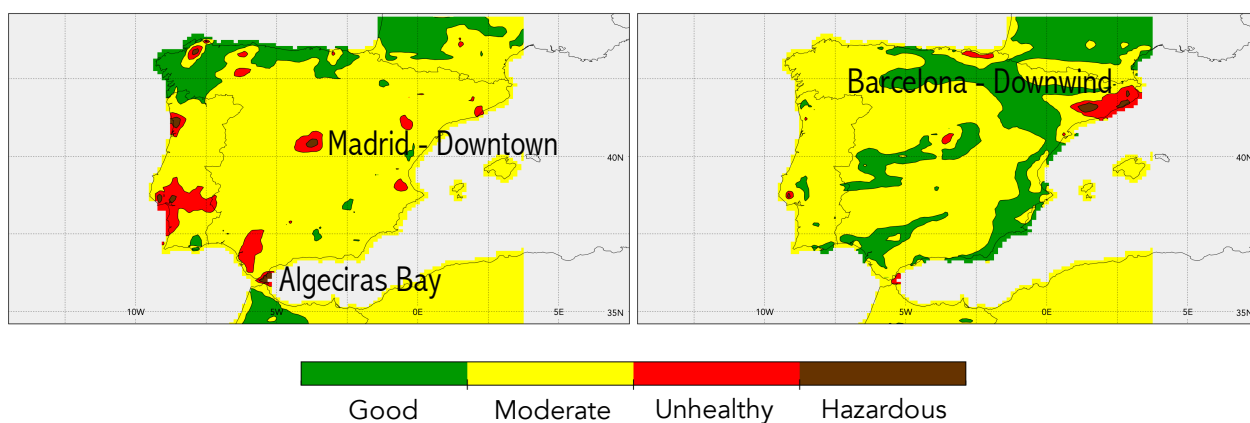 Madrid - Downtown
Algeciras Bay
40N
10W
5W
0E
5E
35N
Barcelona - Downwind
40N
10W
5W
0E
5E
35N
Good
Moderate
Unhealthy
Hazardous